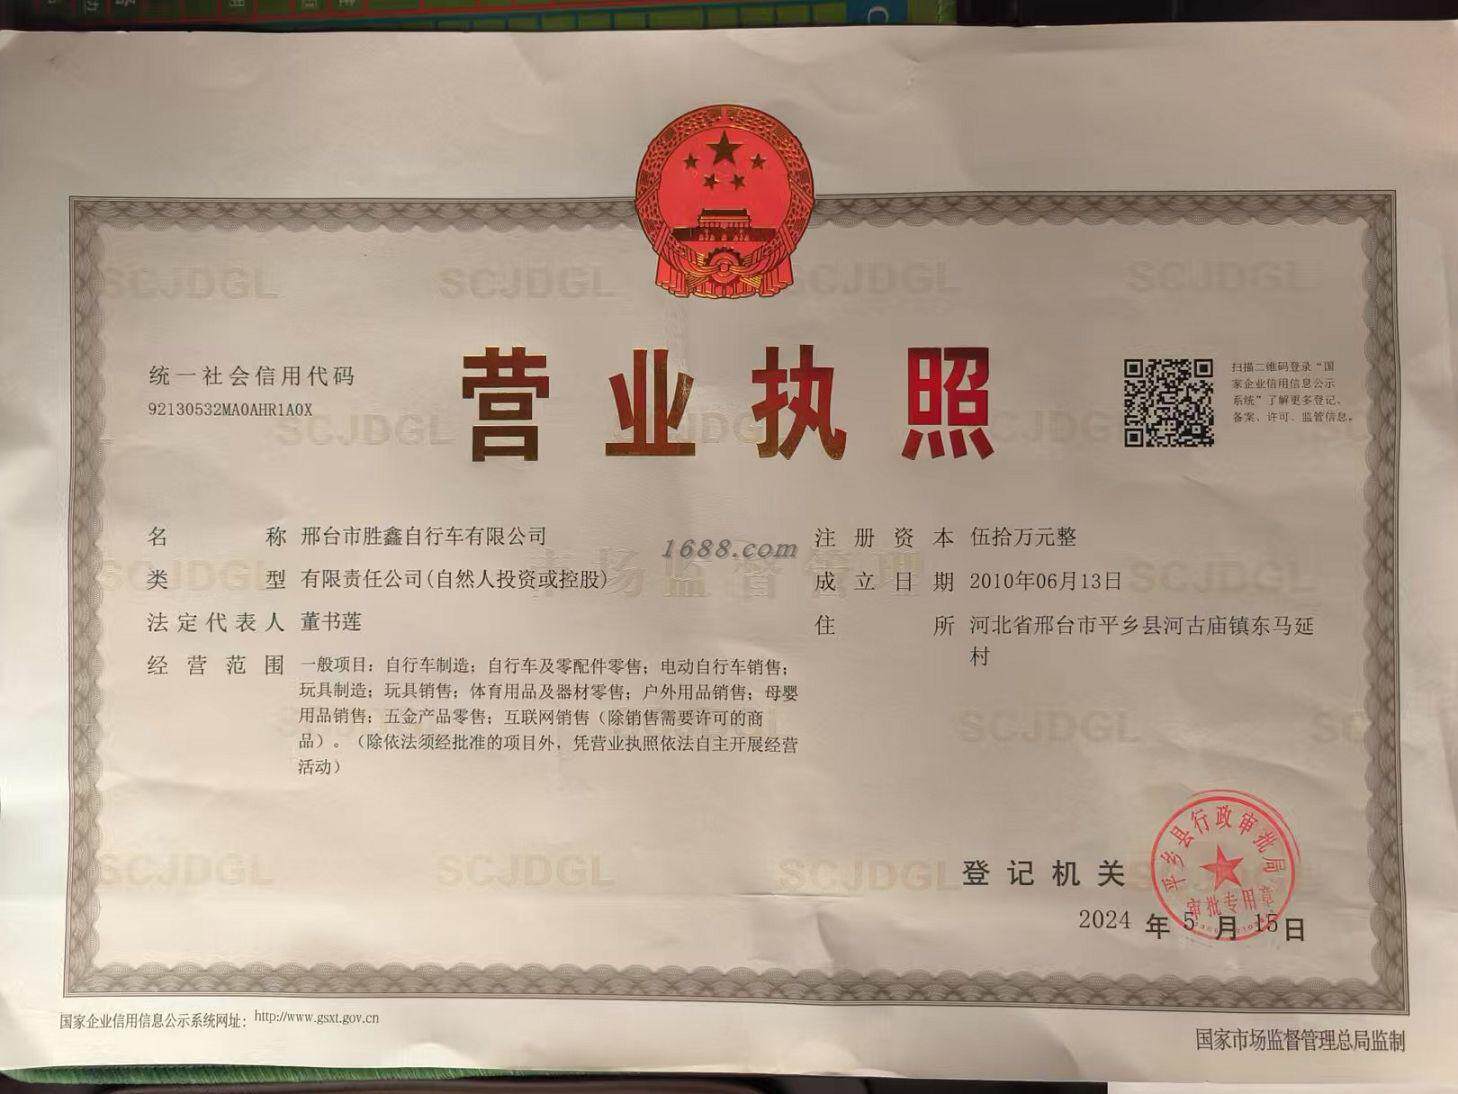 营业执照
统一社会信用代码
92130532MA0AHR1A0X
扫描二维码登录“国
家企业信用信息公示
系统”了解更多登记、
备案、许可、监管信息。
名称 邢台市胜鑫自行车有限公司
类型 有限责任公司(自然人投资或控股)
法定代表人 董书莲
经营范围 一般项目：自行车制造；自行车及零配件零售；电动自行车销售；
玩具制造；玩具销售；体育用品及器材零售；户外用品销售；母婴
用品销售；五金产品零售；互联网销售（除销售需要许可的商
品）。（除依法须经批准的项目外，凭营业执照依法自主开展经营
活动）
注册资本 伍拾万元整
成立日期 2010年06月13日
住所 河北省邢台市平乡县河古庙镇东马延
村
1688.com
市场监督管理
SCJDGL
登记机关
平乡县行政审批局
审批专用章
2024 年 5 月 15 日
国家企业信用信息公示系统网址：http://www.gsxt.gov.cn
国家市场监督管理总局监制